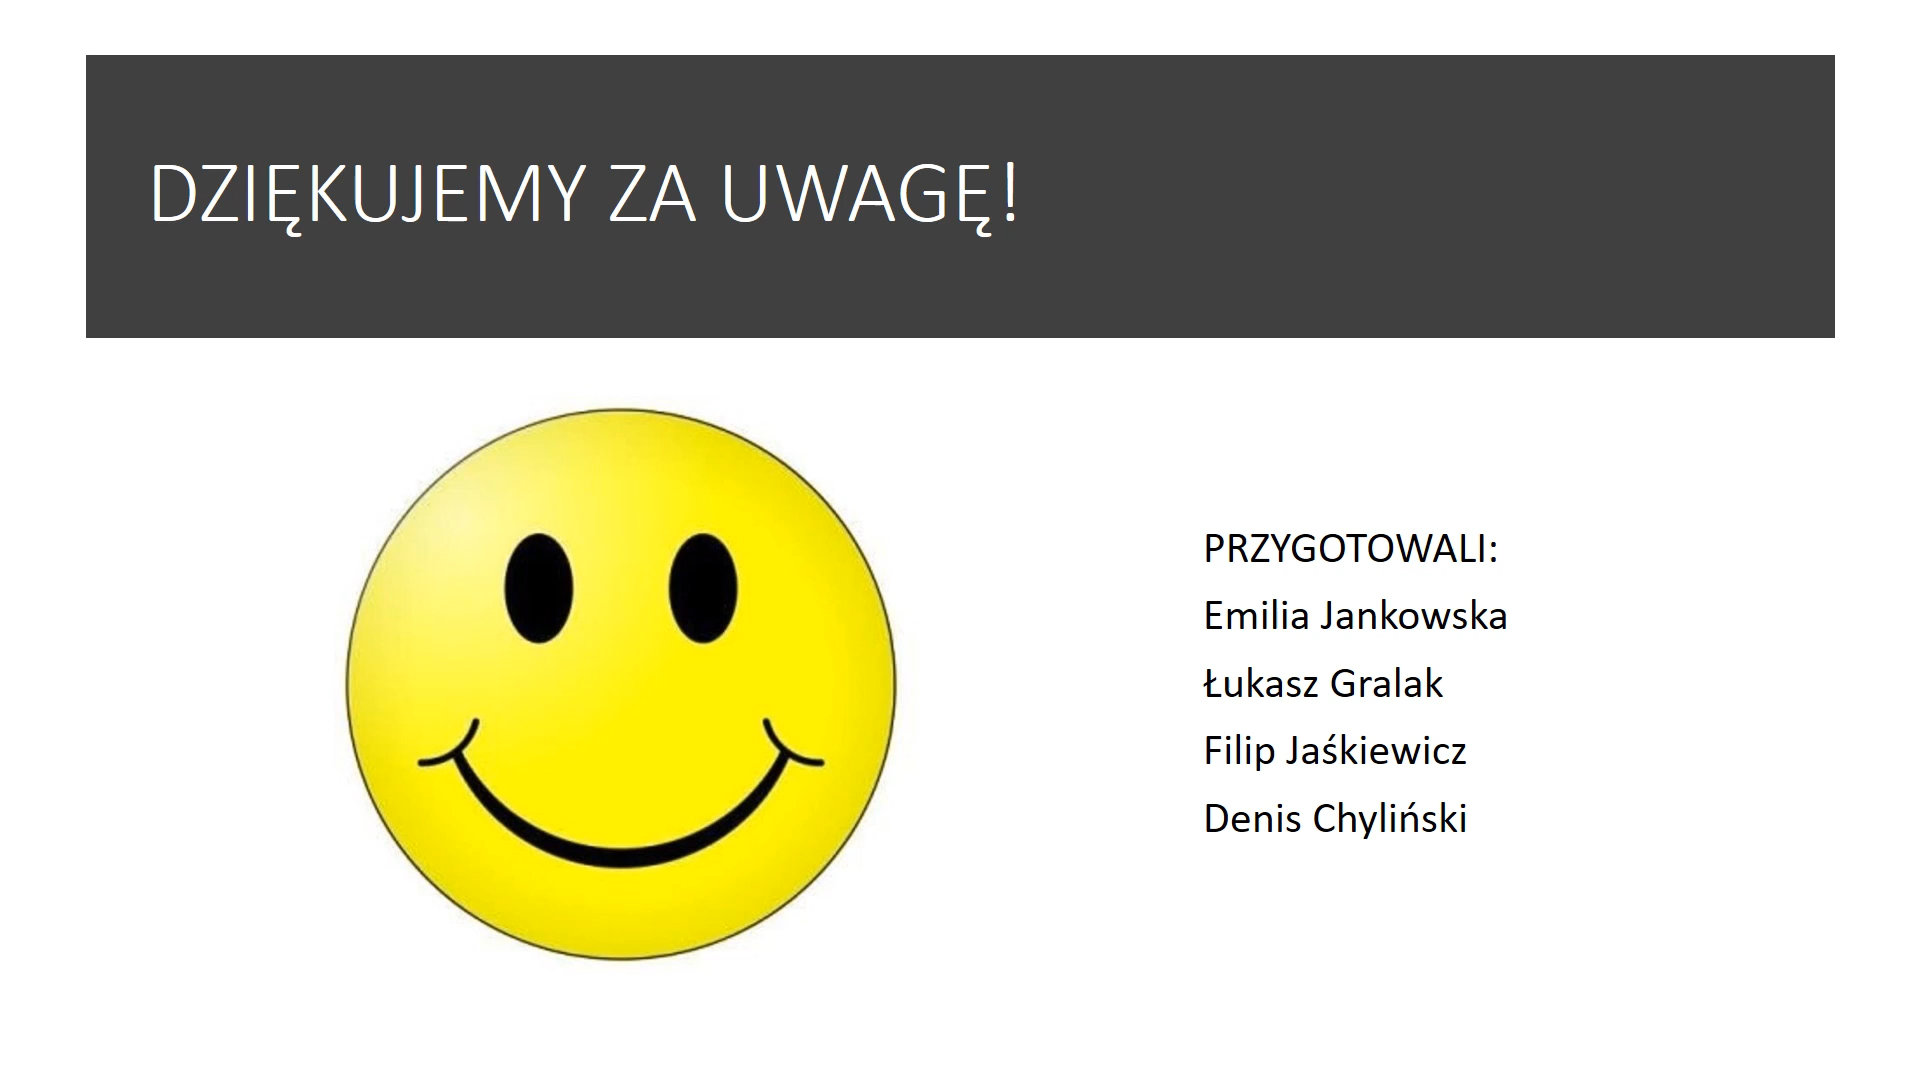 DZIĘKUJEMY ZA UWAGĘ!
PRZYGOTOWALI:
Emilia Jankowska
Łukasz Gralak
Filip Jaśkiewicz
Denis Chyliński